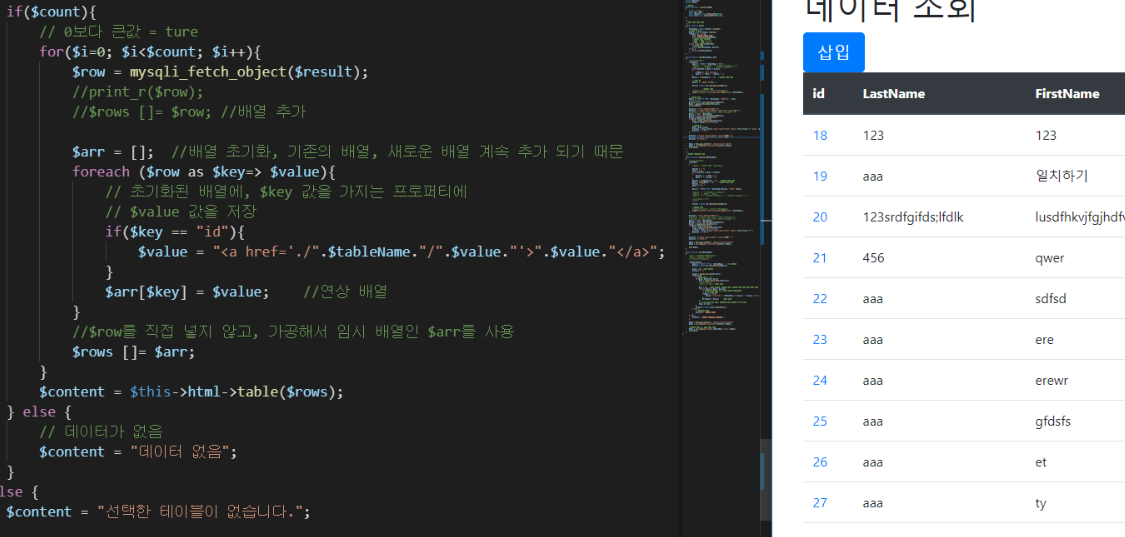 if($count){
// 0보다 큰값 = ture
for($i=0; $i<$count; $i++){
$row = mysqli_fetch_object($result);
//print_r($row);
//$rows []= $row; //배열 추가
$arr = []; //배열 초기화, 기존의 배열, 새로운 배열 계속 추가 되기 때문
foreach ($row as $key=> $value){
// 초기화된 배열에, $key 값을 가지는 프로퍼티에
// $value 값을 저장
if($key == "id"){
$value = "<a href='./".$tableName."/".$value."'>".$value."</a>";
}
$arr[$key] = $value; //연상 배열
}
//$row를 직접 넣지 않고, 가공해서 임시 배열인 $arr를 사용
$rows []= $arr;
}
$content = $this->html->table($rows);
} else {
// 데이터가 없음
$content = "데이터 없음";
}
lse {
$content = "선택한 테이블이 없습니다.";
데이터 조회
삽입
id LastName FirstName
18 123 123
19 aaa 일치하기
20 123srdfgifds;lfdlk lusdfhkvjfgjhdfv
21 456 qwer
22 aaa sdfsd
23 aaa ere
24 aaa erewr
25 aaa gfdsfs
26 aaa et
27 aaa ty